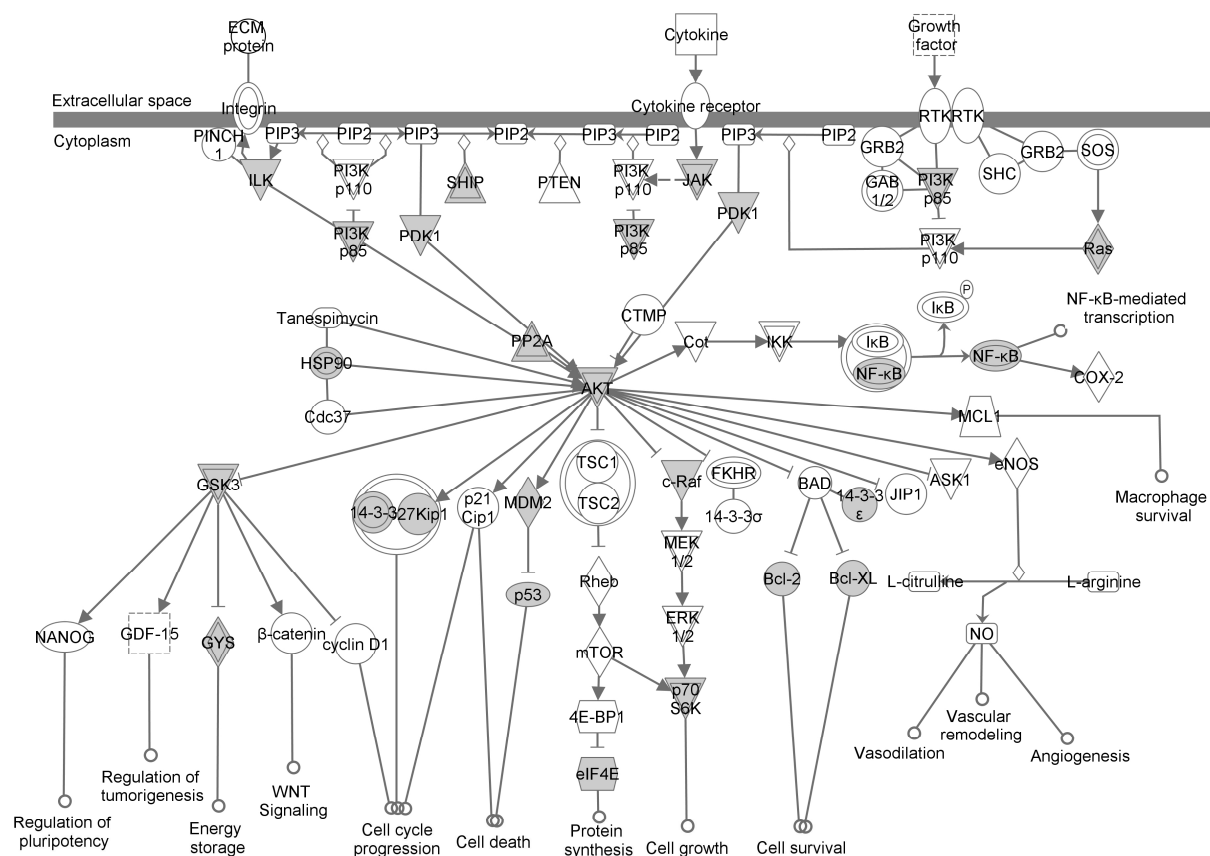 ECM
protein
Cytokine
Growth
factor
Extracellular space
Integrin
Cytokine receptor
RTK
RTK
Cytoplasm
PINCH
1
PIP3
PIP2
PIP3
PIP2
PIP3
PIP2
PIP3
PIP2
GRB2
GRB2
SOS
ILK
PI3K
p110
SHIP
PTEN
PI3K
p110
JAK
GAB
1/2
PI3K
p85
SHC
PI3K
p85
PDK1
PI3K
p85
PDK1
PI3K
p110
Ras
Tanespimycin
CTMP
IκB
P
NF-κB-mediated
transcription
HSP90
PP2A
Cot
IKK
IκB
NF-κB
NF-κB
COX-2
AKT
Cdc37
MCL1
GSK3
TSC1
TSC2
c-Raf
FKHR
BAD
14-3-3
ε
JIP1
ASK1
eNOS
Macrophage
survival
14-3-3
27Kip1
p21
Cip1
MDM2
14-3-3σ
MEK
1/2
p53
Rheb
Bcl-2
Bcl-XL
L-citrulline
L-arginine
NANOG
GDF-15
GYS
β-catenin
cyclin D1
ERK
1/2
NO
mTOR
p70
S6K
4E-BP1
Vascular
remodeling
Vasodilation
Angiogenesis
eIF4E
Regulation of
tumorigenesis
WNT
Signaling
Regulation of
pluripotency
Energy
storage
Cell cycle
progression
Cell death
Protein
synthesis
Cell growth
Cell survival